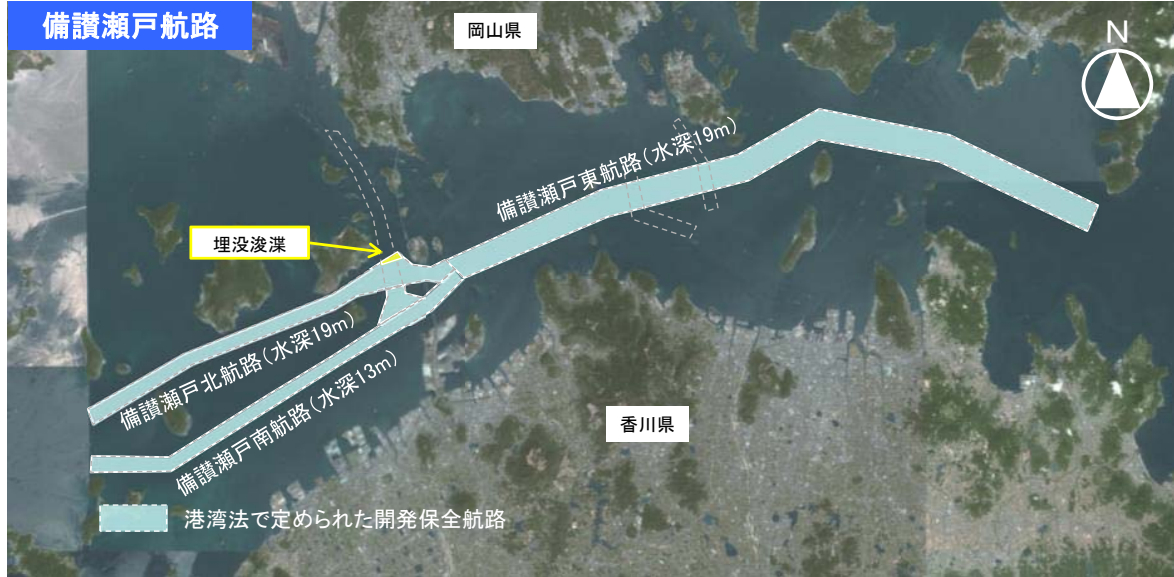 備讃瀬戸航路
岡山県
N
備讃瀬戸東航路(水深19m)
埋没浚渫
備讃瀬戸北航路(水深19m)
備讃瀬戸南航路(水深13m)
香川県
港湾法で定められた開発保全航路